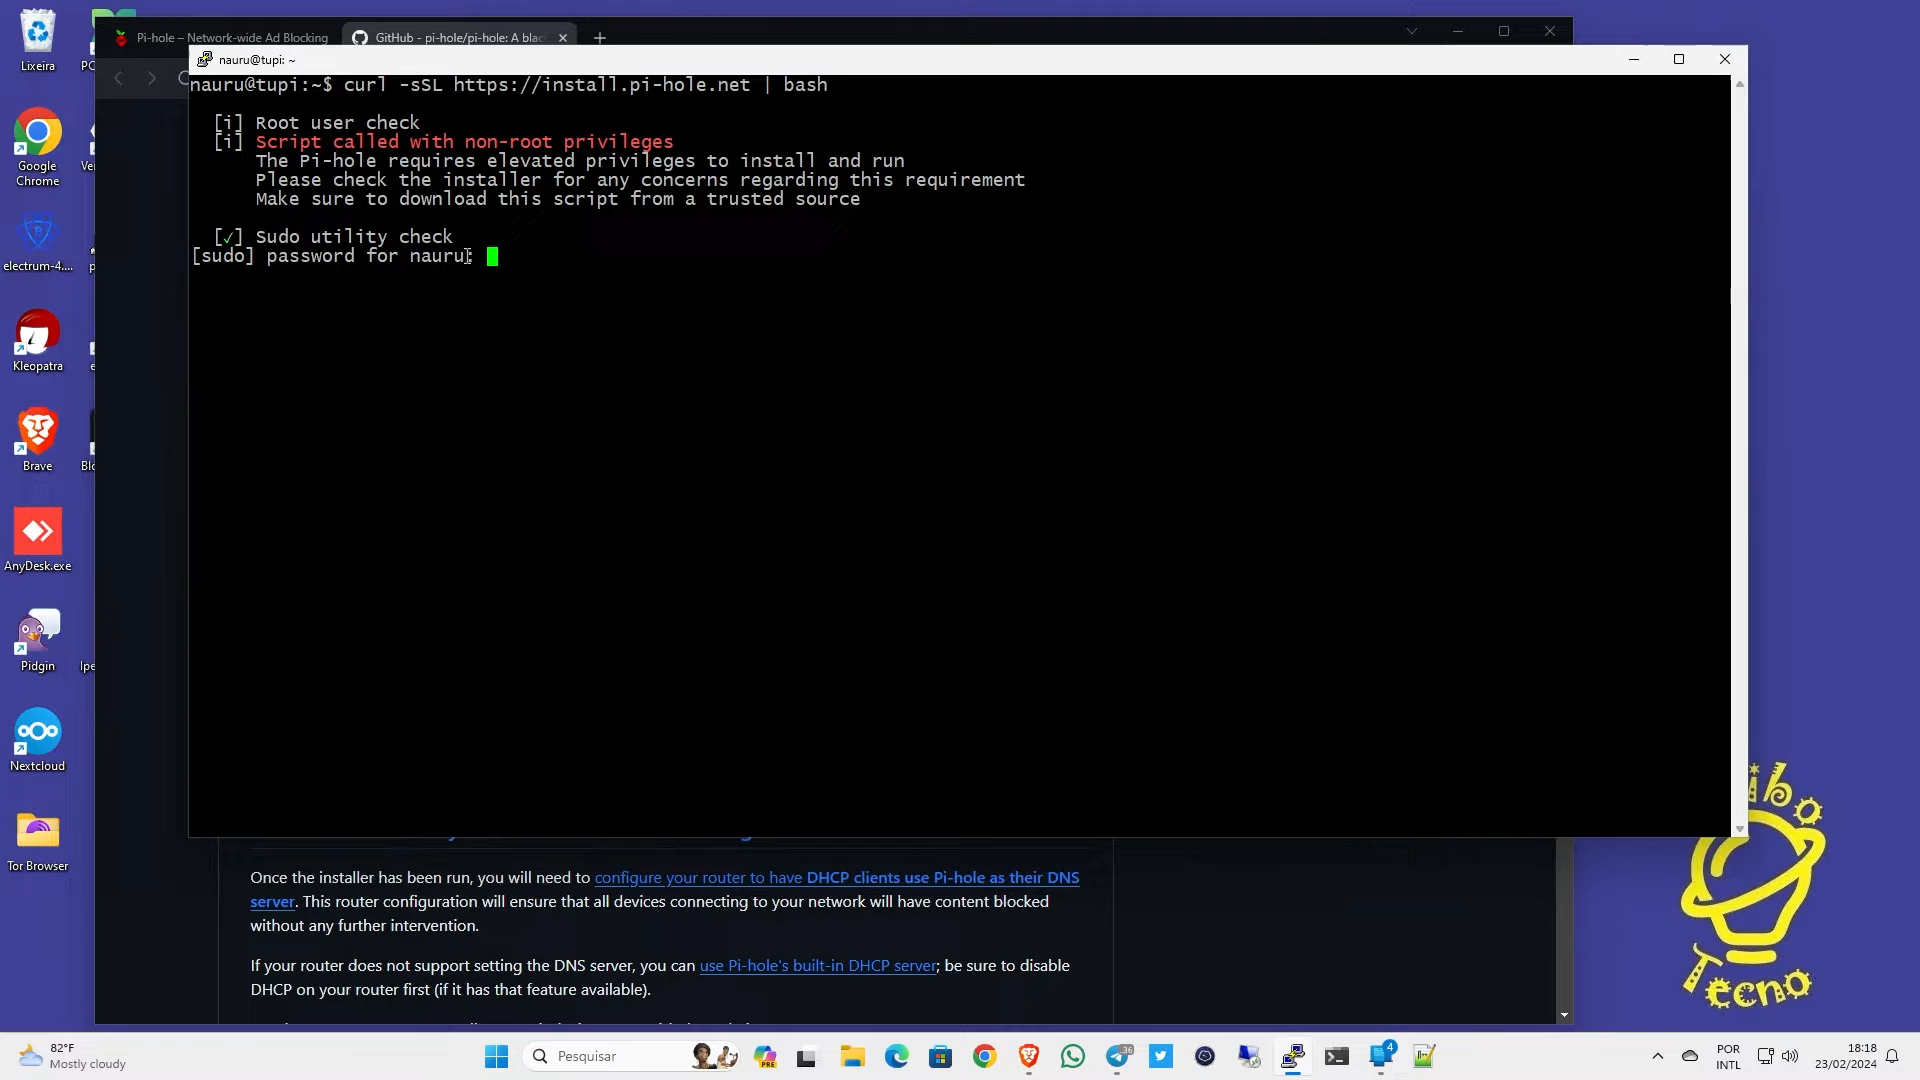 Pi-hole – Network-wide Ad Blocking
GitHub - pi-hole/pi-hole: A blac
nauru@tupi: ~
nauru@tupi:~$ curl -sSL https://install.pi-hole.net | bash
[i] Root user check
[i] Script called with non-root privileges
The Pi-hole requires elevated privileges to install and run
Please check the installer for any concerns regarding this requirement
Make sure to download this script from a trusted source
[✓] Sudo utility check
[sudo] password for nauru:
Lixeira
PC
Google
Chrome
Ver
electrum-4....
Kleopatra
Brave
Blo
AnyDesk.exe
Pidgin
Ipe
Nextcloud
Tor Browser
Once the installer has been run, you will need to configure your router to have DHCP clients use Pi-hole as their DNS
server. This router configuration will ensure that all devices connecting to your network will have content blocked
without any further intervention.
If your router does not support setting the DNS server, you can use Pi-hole's built-in DHCP server; be sure to disable
DHCP on your router first (if it has that feature available).
Tribo
Tecno
82°F
Mostly cloudy
Pesquisar
PRE
36
4
POR
INTL
18:18
23/02/2024